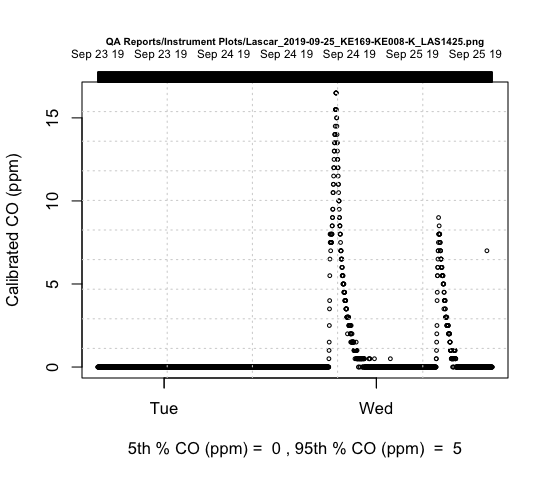 QA Reports/Instrument Plots/Lascar_2019-09-25_KE169-KE008-K_LAS1425.png
Sep 23 19 Sep 23 19 Sep 24 19 Sep 24 19 Sep 24 19 Sep 25 19 Sep 25 19
15
10
5
0
Calibrated CO (ppm)
Tue Wed
5th % CO (ppm) = 0 , 95th % CO (ppm) = 5